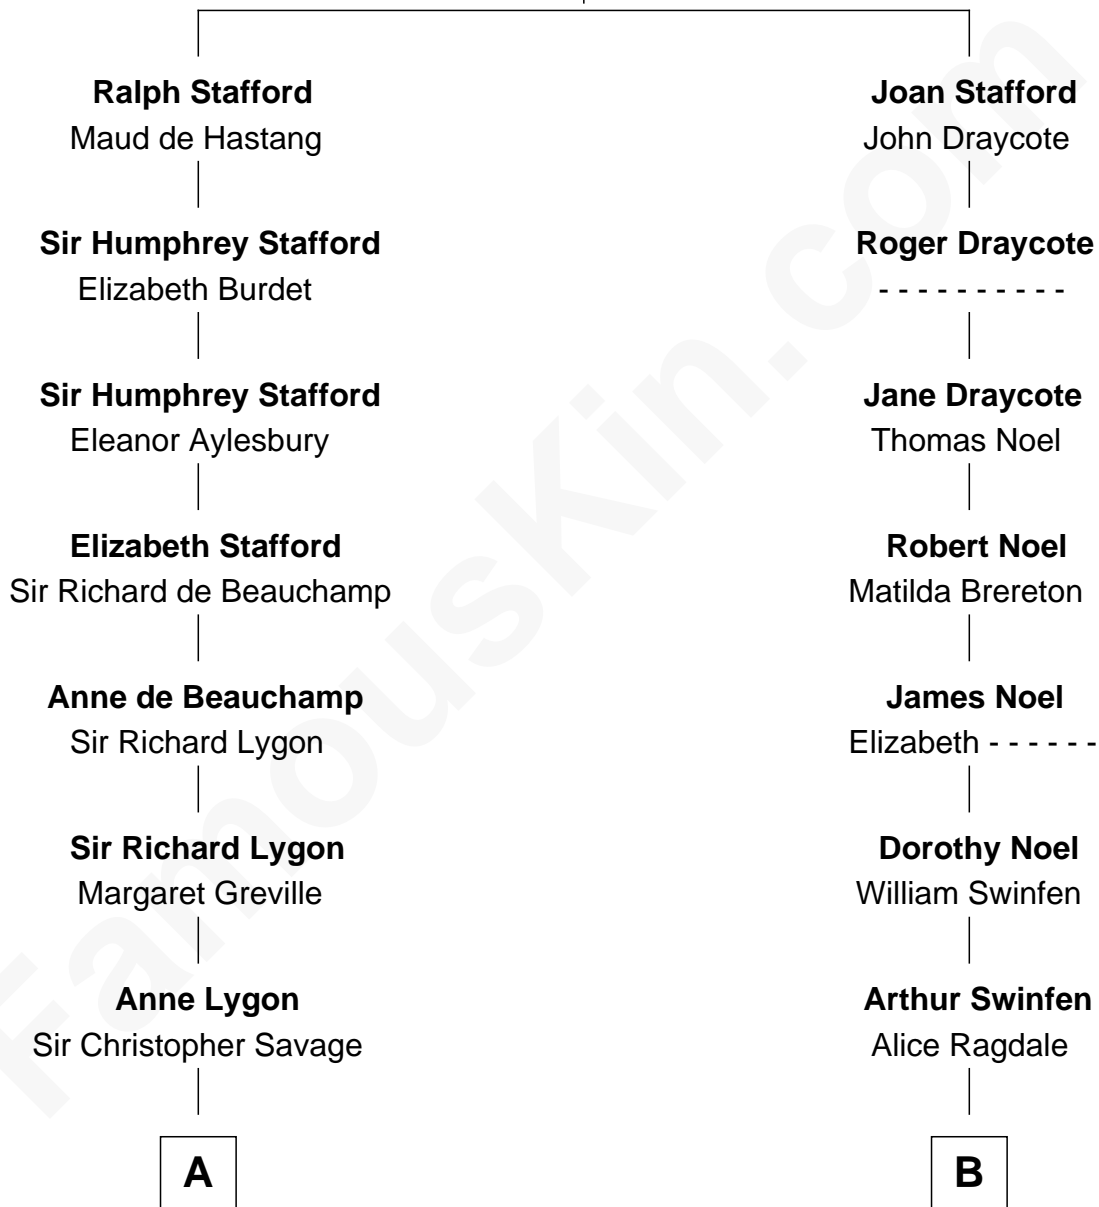 Ralph Stafford
Maud de Hastang
Sir Humphrey Stafford
Elizabeth Burdet
Sir Humphrey Stafford
Eleanor Aylesbury
Elizabeth Stafford
Sir Richard de Beauchamp
Anne de Beauchamp
Sir Richard Lygon
Sir Richard Lygon
Margaret Greville
Anne Lygon
Sir Christopher Savage
A
Joan Stafford
John Draycote
Roger Draycote
- - - - - - - - - -
Jane Draycote
Thomas Noel
Robert Noel
Matilda Brereton
James Noel
Elizabeth - - - - - -
Dorothy Noel
William Swinfen
Arthur Swinfen
Alice Ragdale
B
FamousKin.com